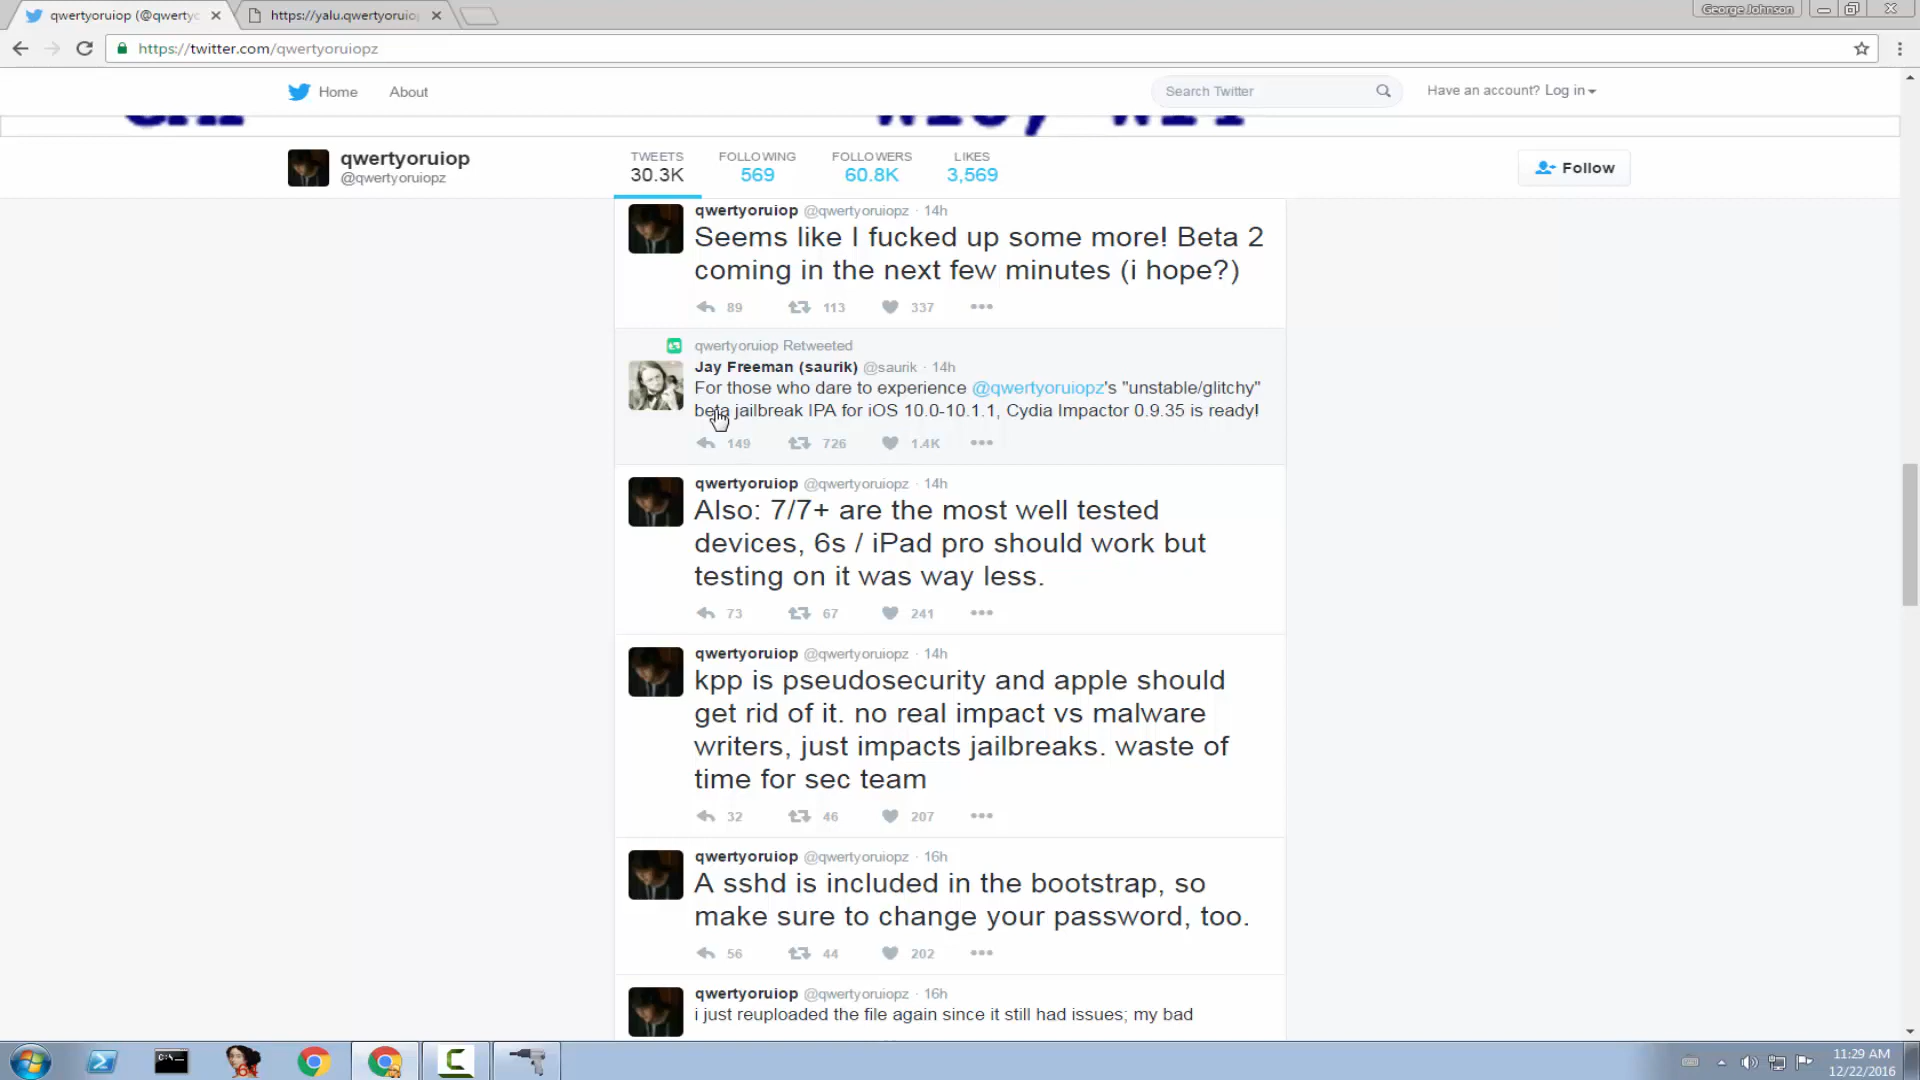 qwertyoruiop (@qwertyo
https://yalu.qwertyoruio
George Johnson
https://twitter.com/qwertyoruiopz
Home
About
Search Twitter
Have an account? Log in
qwertyoruiop
@qwertyoruiopz
TWEETS
30.3K
FOLLOWING
569
FOLLOWERS
60.8K
LIKES
3,569
Follow
qwertyoruiop @qwertyoruiopz · 14h
Seems like I fucked up some more! Beta 2
coming in the next few minutes (i hope?)
89 113 337
qwertyoruiop Retweeted
Jay Freeman (saurik) @saurik · 14h
For those who dare to experience @qwertyoruiopz's "unstable/glitchy"
beta jailbreak IPA for iOS 10.0-10.1.1, Cydia Impactor 0.9.35 is ready!
149 726 1.4K
qwertyoruiop @qwertyoruiopz · 14h
Also: 7/7+ are the most well tested
devices, 6s / iPad pro should work but
testing on it was way less.
73 67 241
qwertyoruiop @qwertyoruiopz · 14h
kpp is pseudosecurity and apple should
get rid of it. no real impact vs malware
writers, just impacts jailbreaks. waste of
time for sec team
32 46 207
qwertyoruiop @qwertyoruiopz · 16h
A sshd is included in the bootstrap, so
make sure to change your password, too.
56 44 202
qwertyoruiop @qwertyoruiopz · 16h
i just reuploaded the file again since it still had issues; my bad
11:29 AM
12/22/2016